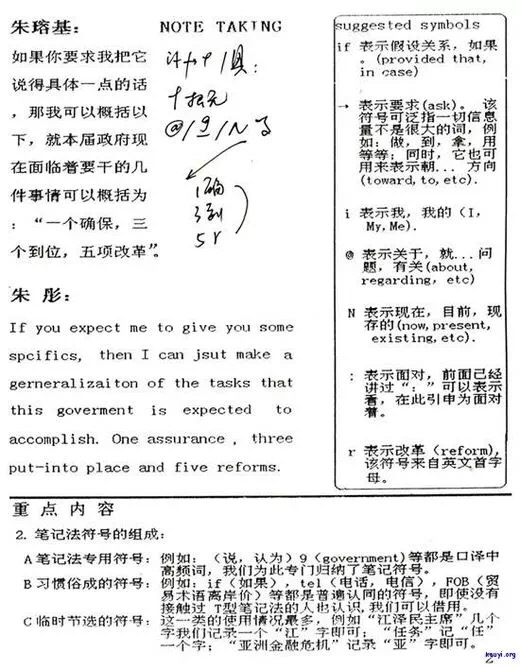 朱瑢基:
如果你要求我把它
说得具体一点的话
，那我可以概括以
下，就本届政府现
在面临着要干的几
件事情可以概括为
：“一个确保，三
个到位，五项改革”。
NOTE TAKING
1确
3到
5r
朱 彤:
If you expect me to give you some
spcifics, then I can jsut make a
gerneralizaiton of the tasks that
this goverment is expected to
accomplish. One assurance, three
put-into place and five reforms.
suggested symbols
if 表示假设关系，如果
。(provided that,
in case)
→ 表示要求(ask)。 该
符号可泛指一切信息
量不是很大的词，例
如：做，到，拿，用
等等；同时，它也可
用来表示朝... 方向
(toward,to, etc).
i 表示我，我的 (I,
My,Me).
@ 表示关于，就...问
题，有关(about,
regarding, etc)
N 表示现在，目前，现
存的(now,present,
existing,etc).
: 表示面对，前面已经
讲过“：”可以表示
看，在此引申为面对
着。
r 表示改革 (reform),
该符号来自英文首字
母。
重 点 内 容
2. 笔记法符号的组成：
A 笔记法专用符号：例如：(说，认为) 9 (government)等都是口译中
高频词，我们为此专门归纳了笔记符号。
B 习惯俗成的符号：例如：if (如果) , tel (电话，电信) , FOB (贸
易术语离岸价) 等都是普遍认同的符号，即使没有
接触过 T型笔记法的人也认识,我们可以借用。
C 临时节选的符号：这一类的使用情况最多，例如“江泽民主席”几个
字我们记录一个“江”字即可；“任务”记“任”
一个字；“亚洲金融危机”记录“亚”字即可。
kouyi.org